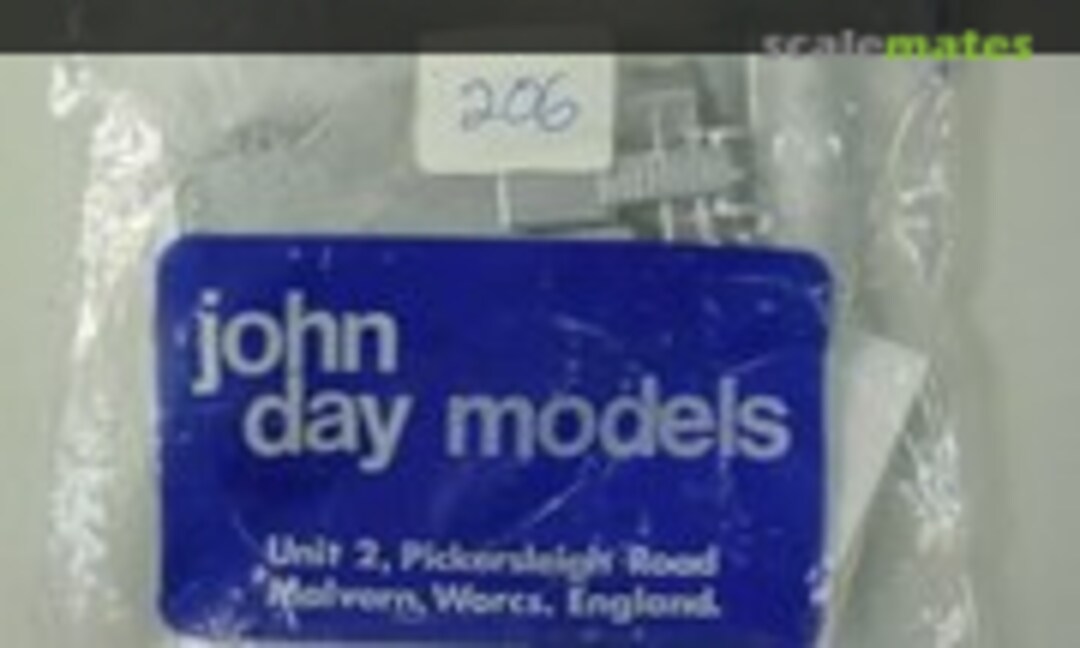 scalemates
206
john
day models
Unit 2, Pickersleigh Road
Malvern, Worcs. England.